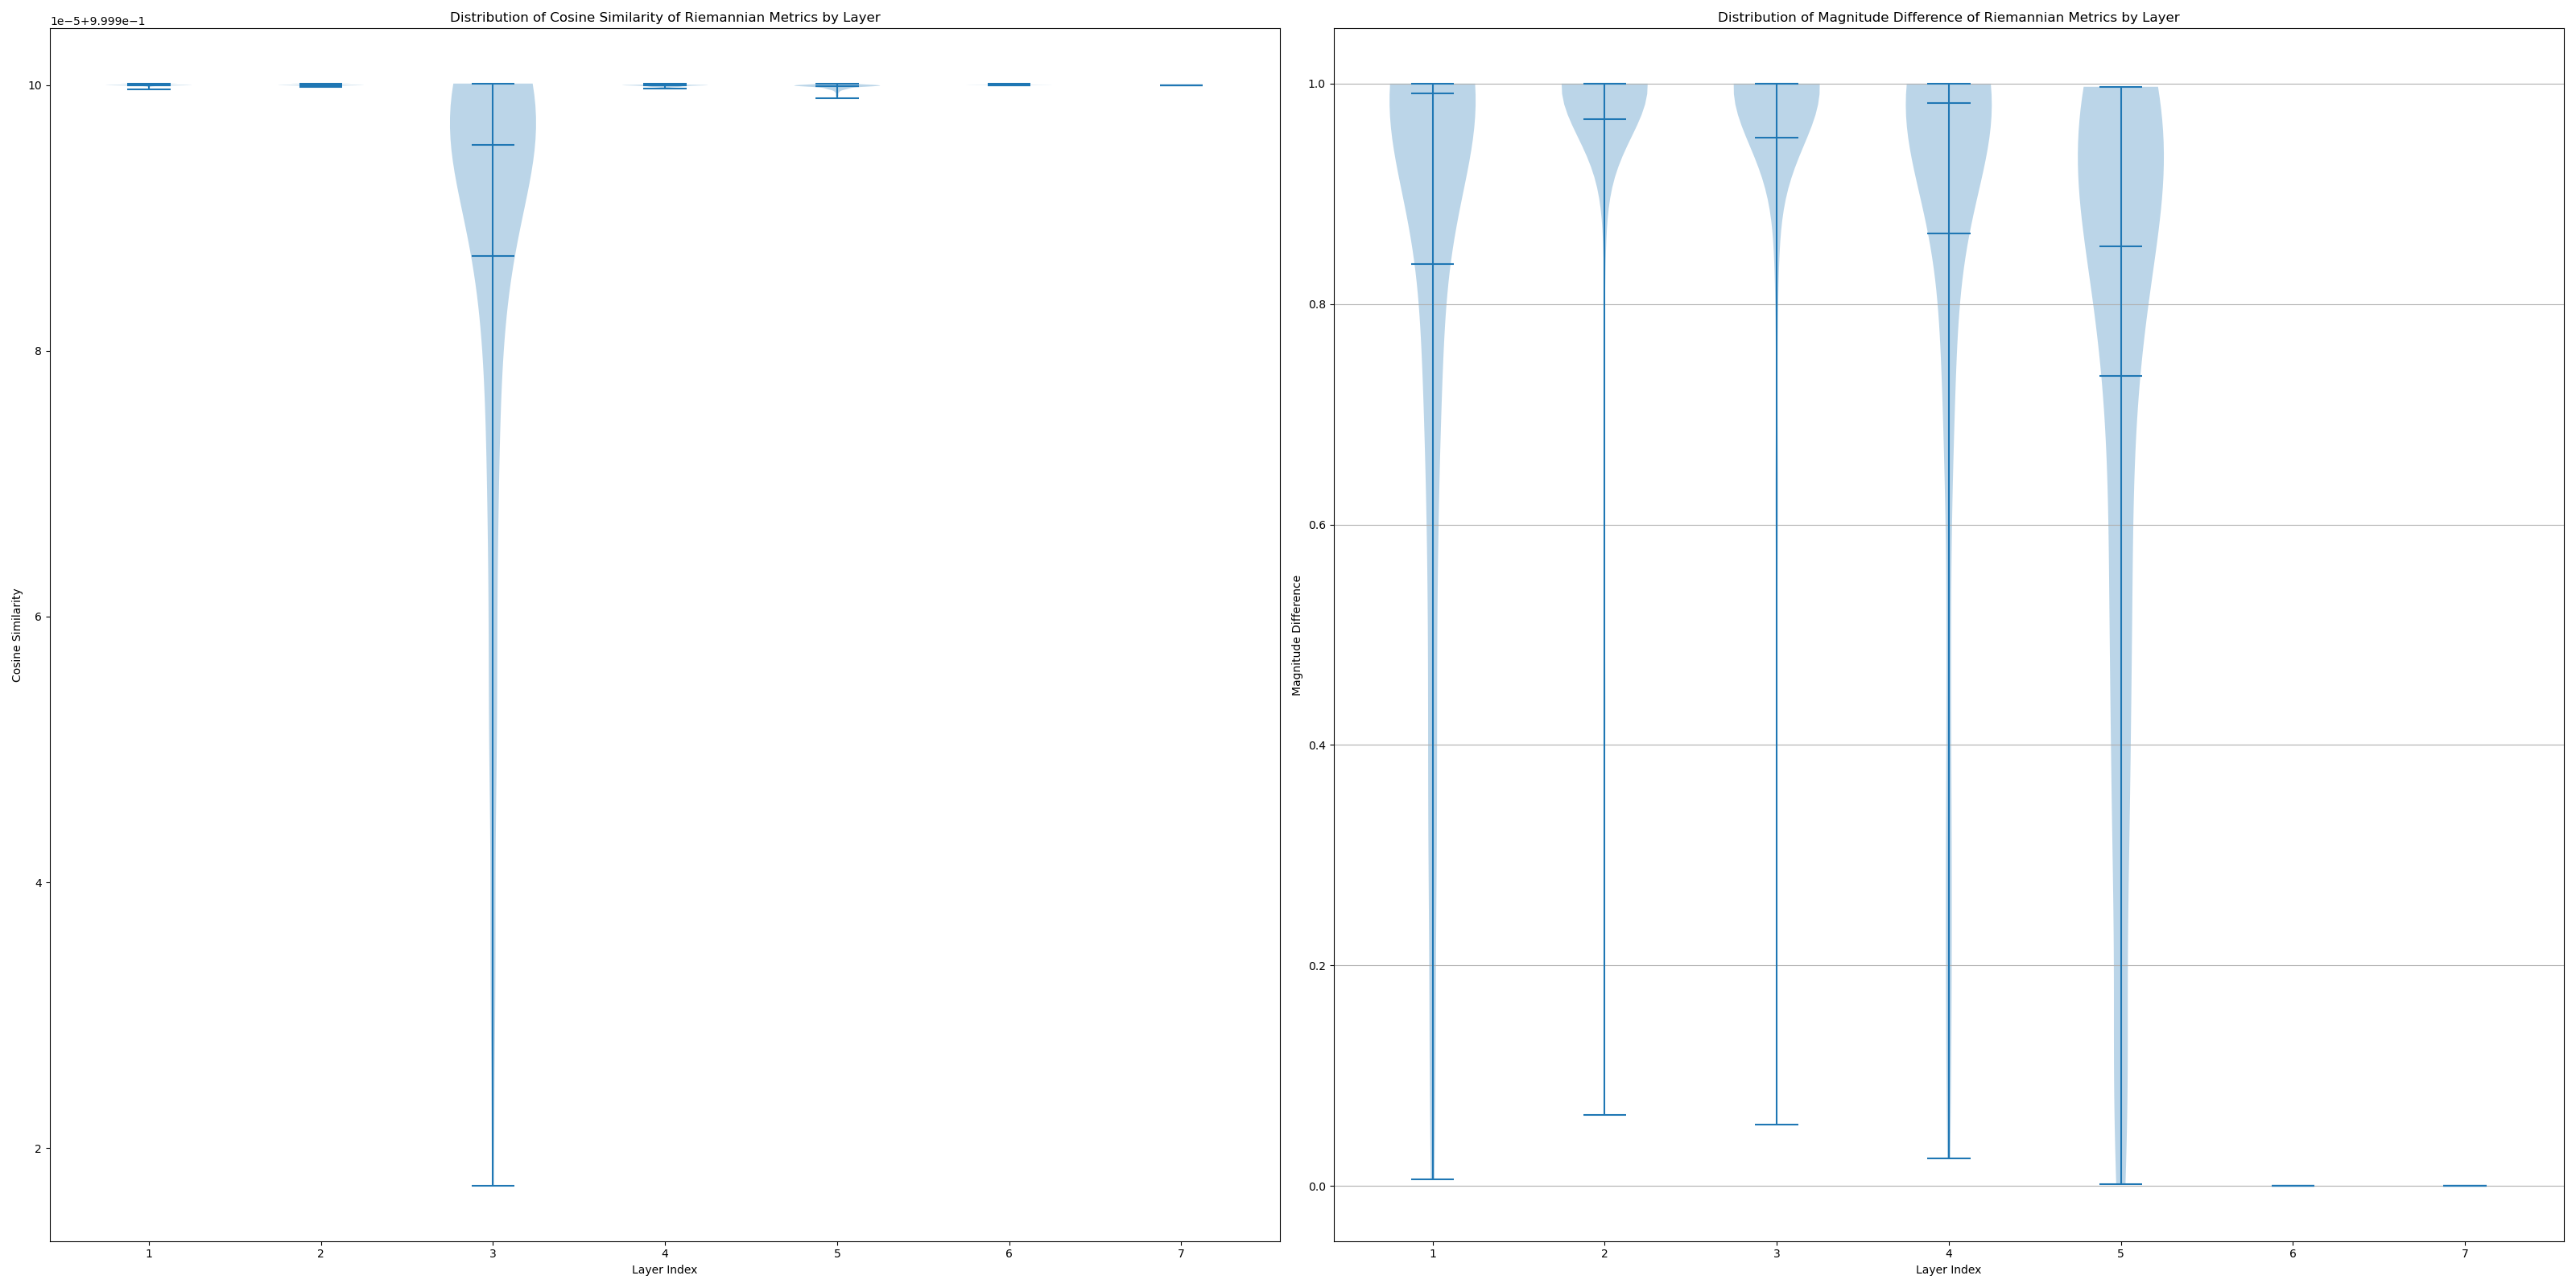 Distribution of Cosine Similarity of Riemannian Metrics by Layer
1e−5+9.999e−1
10
8
6
4
2
Cosine Similarity
1 2 3 4 5 6 7
Layer Index
Distribution of Magnitude Difference of Riemannian Metrics by Layer
1.0
0.8
0.6
0.4
0.2
0.0
Magnitude Difference
1 2 3 4 5 6 7
Layer Index